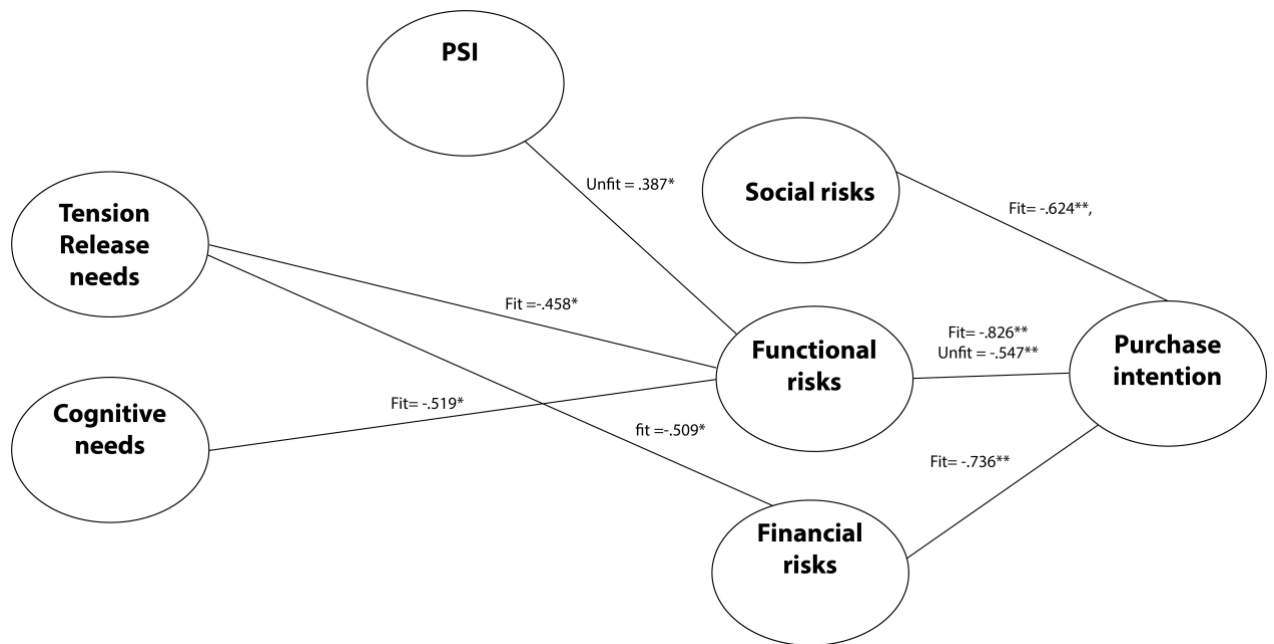 PSI
Unfit = .387*
Social risks
Fit= -.624**,
Tension
Release
needs
Fit =-.458*
Functional
risks
Fit= -.826**
Unfit = -.547**
Purchase
intention
Cognitive
needs
Fit= -.519*
fit =-.509*
Fit= -.736**
Financial
risks